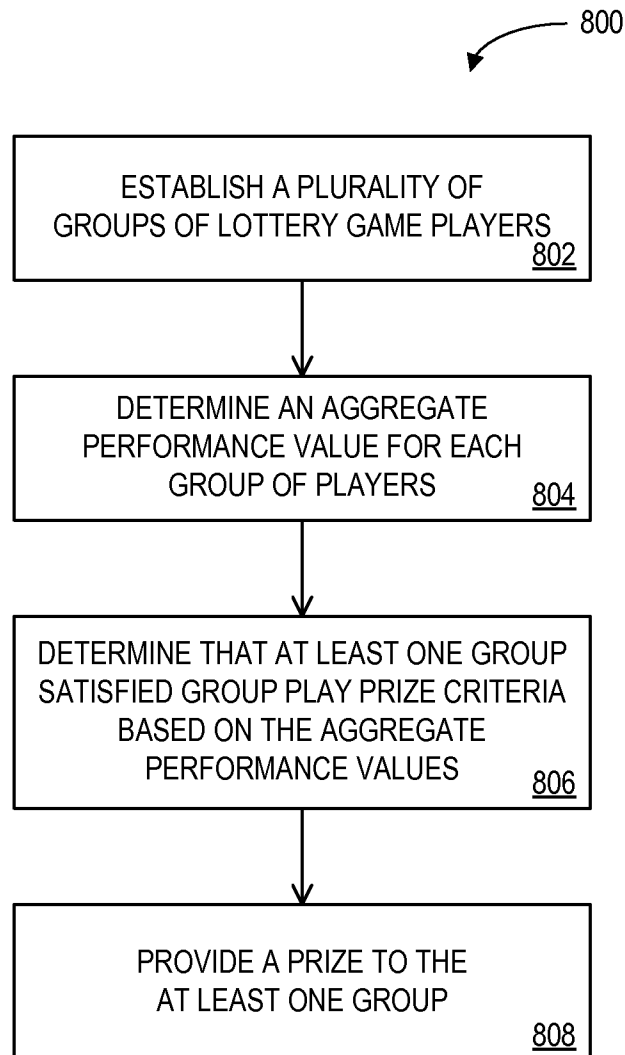 800
ESTABLISH A PLURALITY OF
GROUPS OF LOTTERY GAME PLAYERS
802
DETERMINE AN AGGREGATE
PERFORMANCE VALUE FOR EACH
GROUP OF PLAYERS
804
DETERMINE THAT AT LEAST ONE GROUP
SATISFIED GROUP PLAY PRIZE CRITERIA
BASED ON THE AGGREGATE
PERFORMANCE VALUES
806
PROVIDE A PRIZE TO THE
AT LEAST ONE GROUP
808